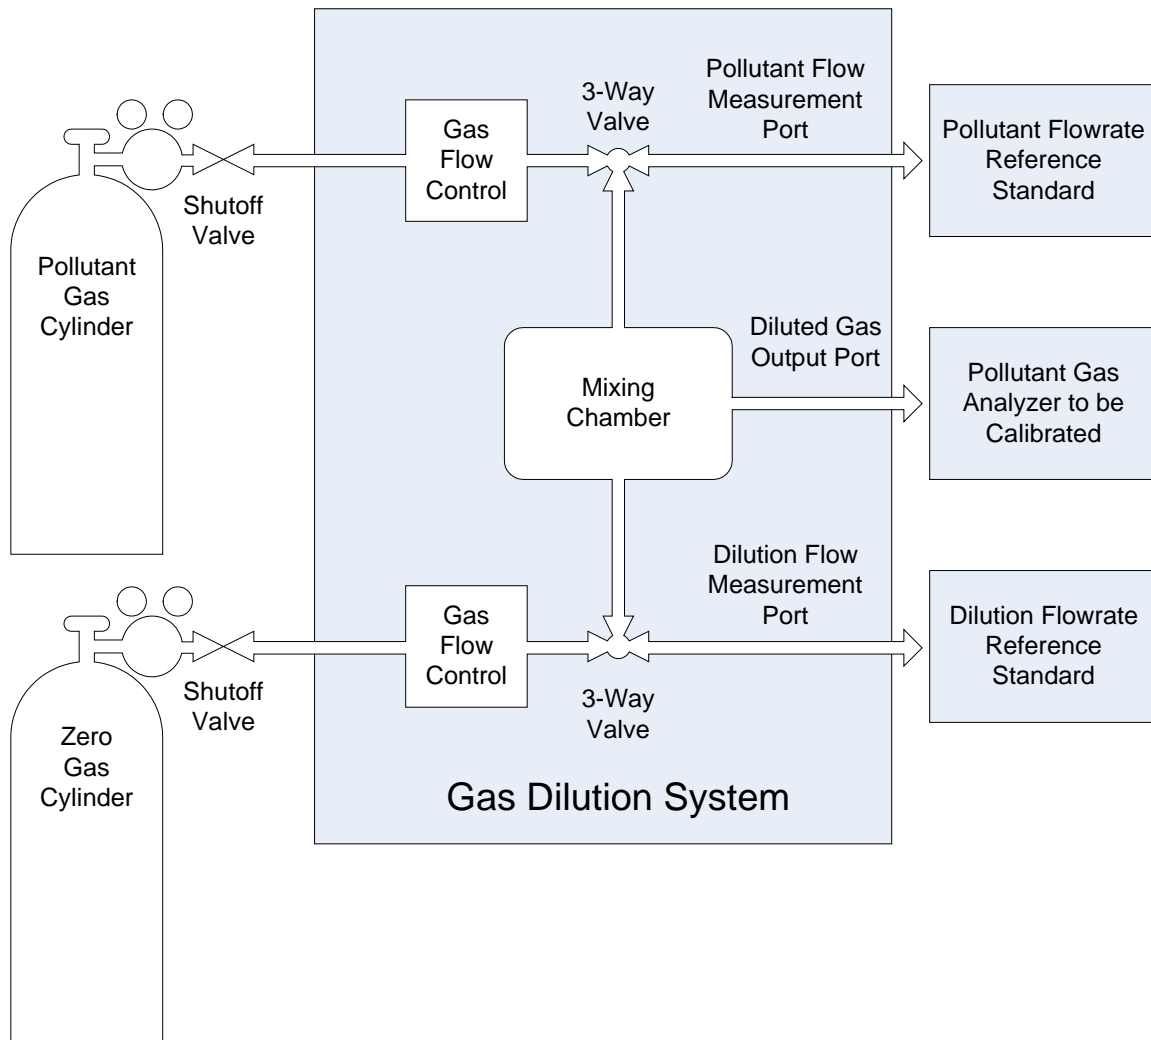 Pollutant Flow
Measurement
Port
3-Way
Valve
Gas
Flow
Control
Pollutant Flowrate
Reference
Standard
Shutoff
Valve
Pollutant
Gas
Cylinder
Diluted Gas
Output Port
Mixing
Chamber
Pollutant Gas
Analyzer to be
Calibrated
Dilution Flow
Measurement
Port
Gas
Flow
Control
Dilution Flowrate
Reference
Standard
Shutoff
Valve
3-Way
Valve
Zero
Gas
Cylinder
Gas Dilution System